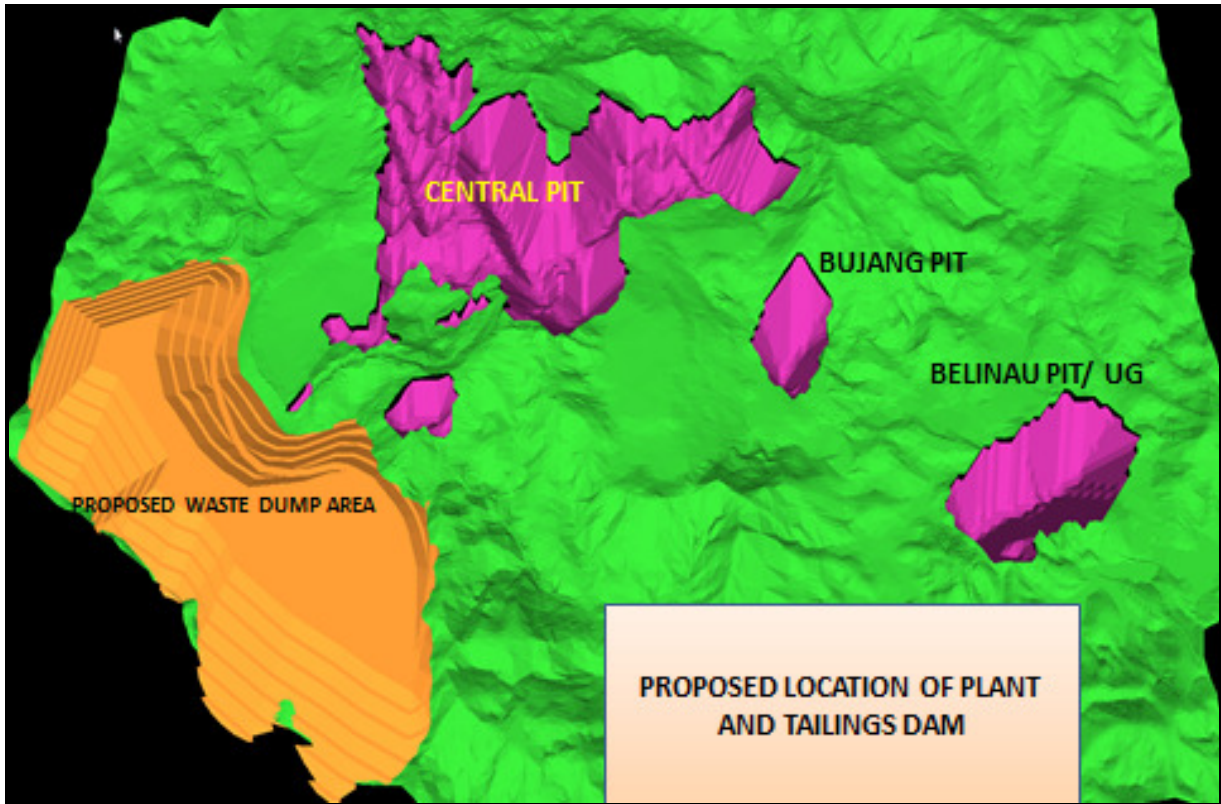 CENTRAL PIT
BUJANG PIT
BELINAU PIT/ UG
PROPOSED WASTE DUMP AREA
PROPOSED LOCATION OF PLANT
AND TAILINGS DAM